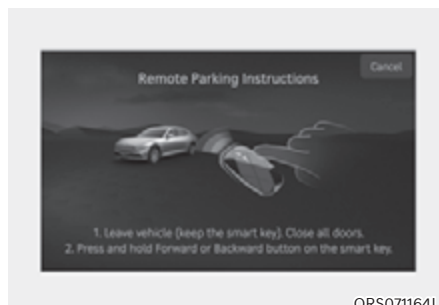 Cancel
Remote Parking Instructions
1. Leave vehicle (keep the smart key). Close all doors.
2. Press and hold Forward or Backward button on the smart key.